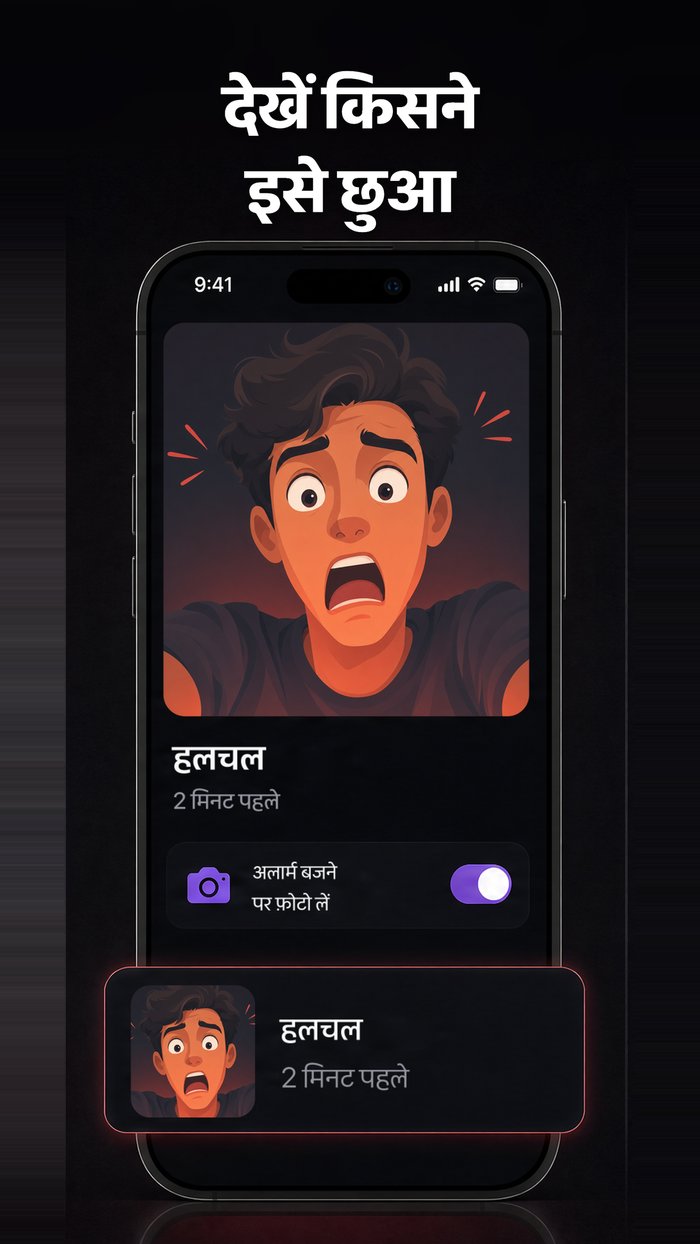 देखें किसने
इसे छुआ
9:41
हलचल
2 मिनट पहले
अलार्म बजने
पर फ़ोटो लें
हलचल
2 मिनट पहले